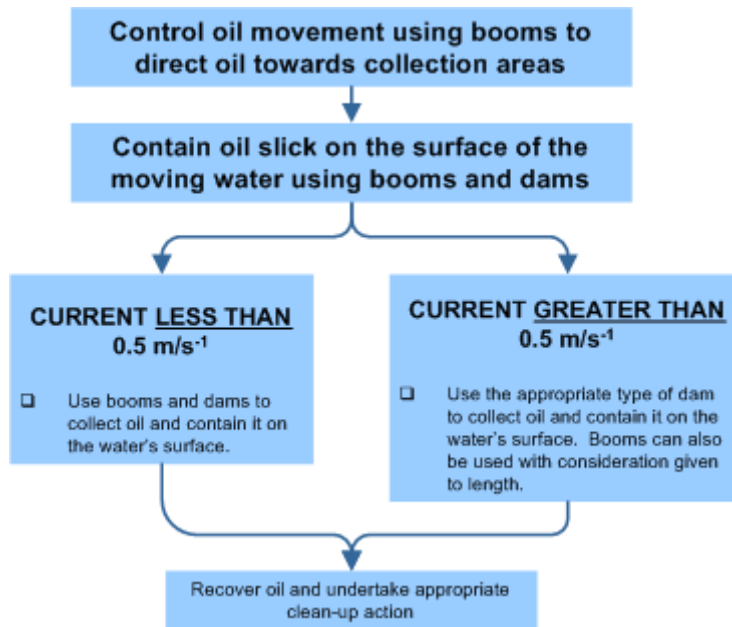 Control oil movement using booms to
direct oil towards collection areas
Contain oil slick on the surface of the
moving water using booms and dams
CURRENT LESS THAN
0.5 m/s⁻¹
❑ Use booms and dams to
collect oil and contain it on
the water's surface.
CURRENT GREATER THAN
0.5 m/s⁻¹
❑ Use the appropriate type of dam
to collect oil and contain it on the
water's surface. Booms can also
be used with consideration given
to length.
Recover oil and undertake appropriate
clean-up action